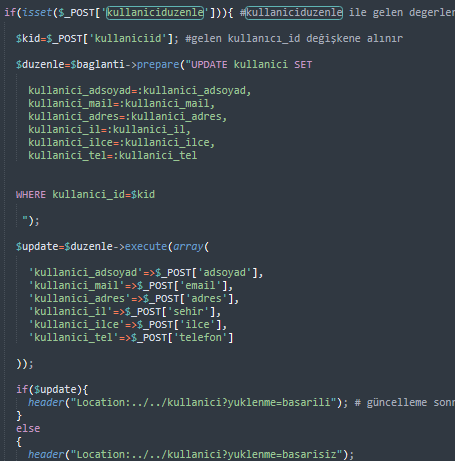 if(isset($_POST['kullaniciduzenle'])){ #kullaniciduzenle ile gelen degerler
$kid=$_POST['kullaniciid']; #gelen kullanıcı_id değişkene alınır
$duzenle=$baglanti->prepare("UPDATE kullanici SET
kullanici_adsoyad=:kullanici_adsoyad,
kullanici_mail=:kullanici_mail,
kullanici_adres=:kullanici_adres,
kullanici_il=:kullanici_il,
kullanici_ilce=:kullanici_ilce,
kullanici_tel=:kullanici_tel
WHERE kullanici_id=$kid
");
$update=$duzenle->execute(array(
'kullanici_adsoyad'=>$_POST['adsoyad'],
'kullanici_mail'=>$_POST['email'],
'kullanici_adres'=>$_POST['adres'],
'kullanici_il'=>$_POST['sehir'],
'kullanici_ilce'=>$_POST['ilce'],
'kullanici_tel'=>$_POST['telefon']
));
if($update){
header("Location:../../kullanici?yuklenme=basarili"); # güncelleme sonr
}
else
{
header("Location:../../kullanici?yuklenme=basarisiz");